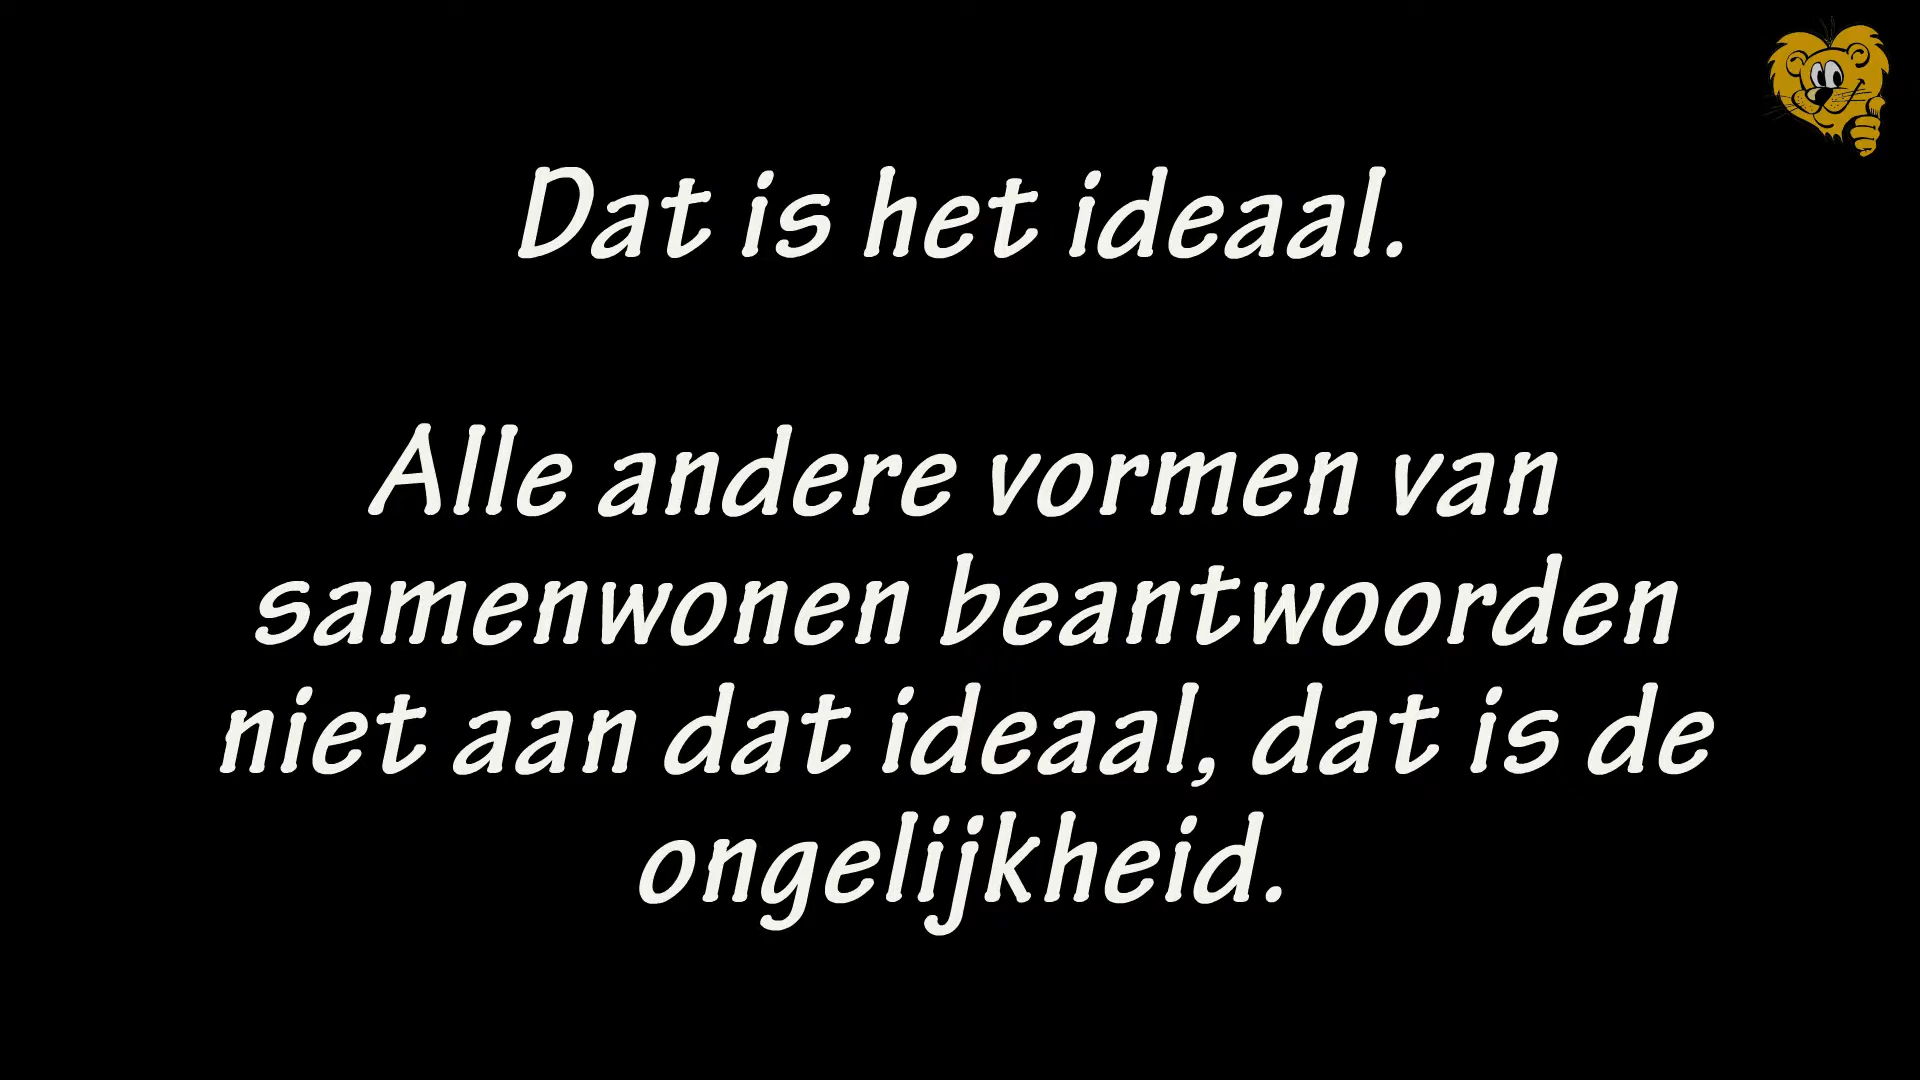 Dat is het ideaal.
Alle andere vormen van
samenwonen beantwoorden
niet aan dat ideaal, dat is de
ongelijkheid.